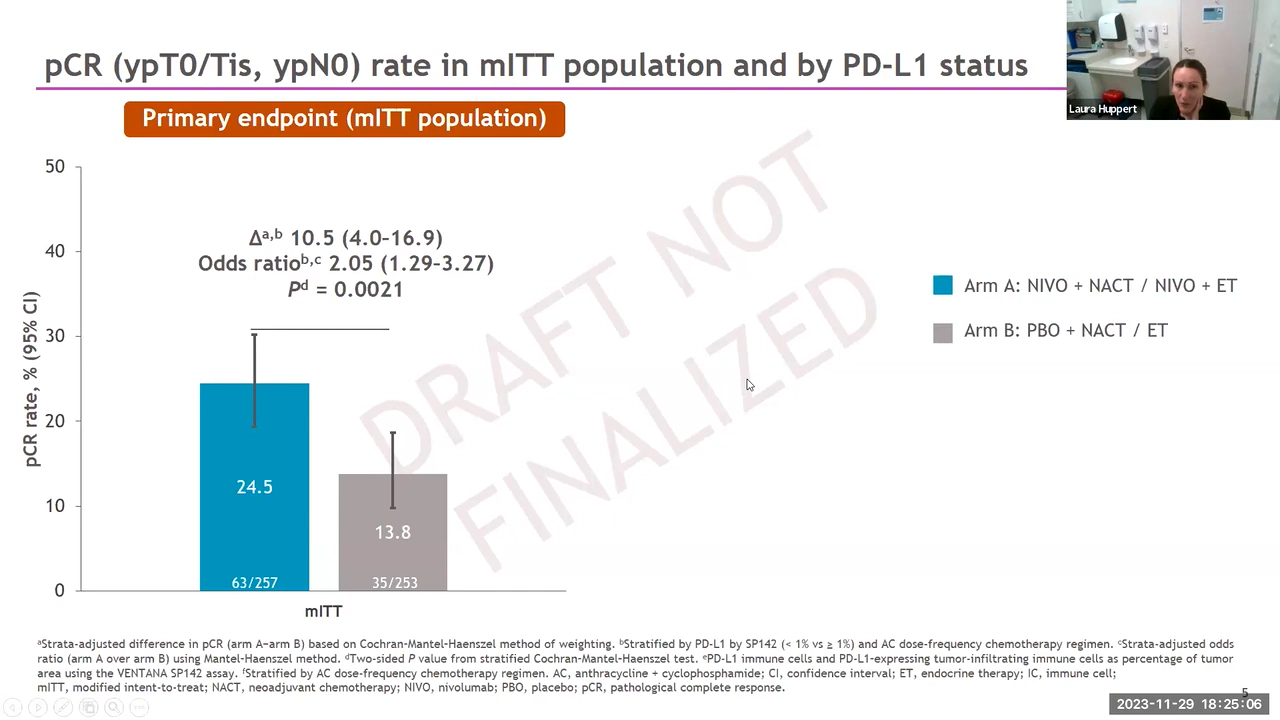 pCR (ypT0/Tis, ypN0) rate in mITT population and by PD-L1 status
Laura Huppert
Primary endpoint (mITT population)
50
40
30
20
10
0
pCR rate, % (95% CI)
Δa,b 10.5 (4.0–16.9)
Odds ratiob,c 2.05 (1.29–3.27)
Pd = 0.0021
24.5
63/257
13.8
35/253
mITT
Arm A: NIVO + NACT / NIVO + ET
Arm B: PBO + NACT / ET
DRAFT NOT
FINALIZED
aStrata-adjusted difference in pCR (arm A–arm B) based on Cochran-Mantel-Haenszel method of weighting. bStratified by PD-L1 by SP142 (< 1% vs ≥ 1%) and AC dose-frequency chemotherapy regimen. cStrata-adjusted odds
ratio (arm A over arm B) using Mantel-Haenszel method. dTwo-sided P value from stratified Cochran-Mantel-Haenszel test. ePD-L1 immune cells and PD-L1-expressing tumor-infiltrating immune cells as percentage of tumor
area using the VENTANA SP142 assay. fStratified by AC dose-frequency chemotherapy regimen. AC, anthracycline + cyclophosphamide; CI, confidence interval; ET, endocrine therapy; IC, immune cell;
mITT, modified intent-to-treat; NACT, neoadjuvant chemotherapy; NIVO, nivolumab; PBO, placebo; pCR, pathological complete response.
5
2023-11-29 18:25:06